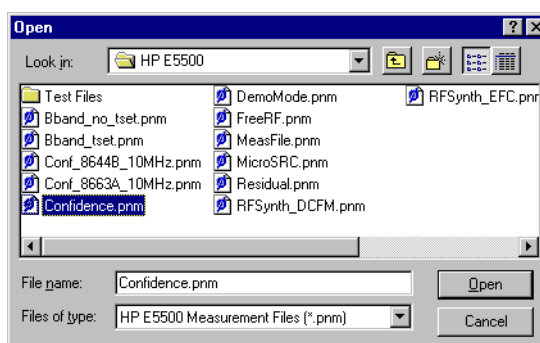 Open
Look in: HP E5500
Test Files
Bband_no_tset.pnm
Bband_tset.pnm
Conf_8644B_10MHz.pnm
Conf_8663A_10MHz.pnm
Confidence.pnm
DemoMode.pnm
FreeRF.pnm
MeasFile.pnm
MicroSRC.pnm
Residual.pnm
RFSynth_DCFM.pnm
RFSynth_EFC.pnm
File name: Confidence.pnm
Open
Files of type: HP E5500 Measurement Files (*.pnm)
Cancel